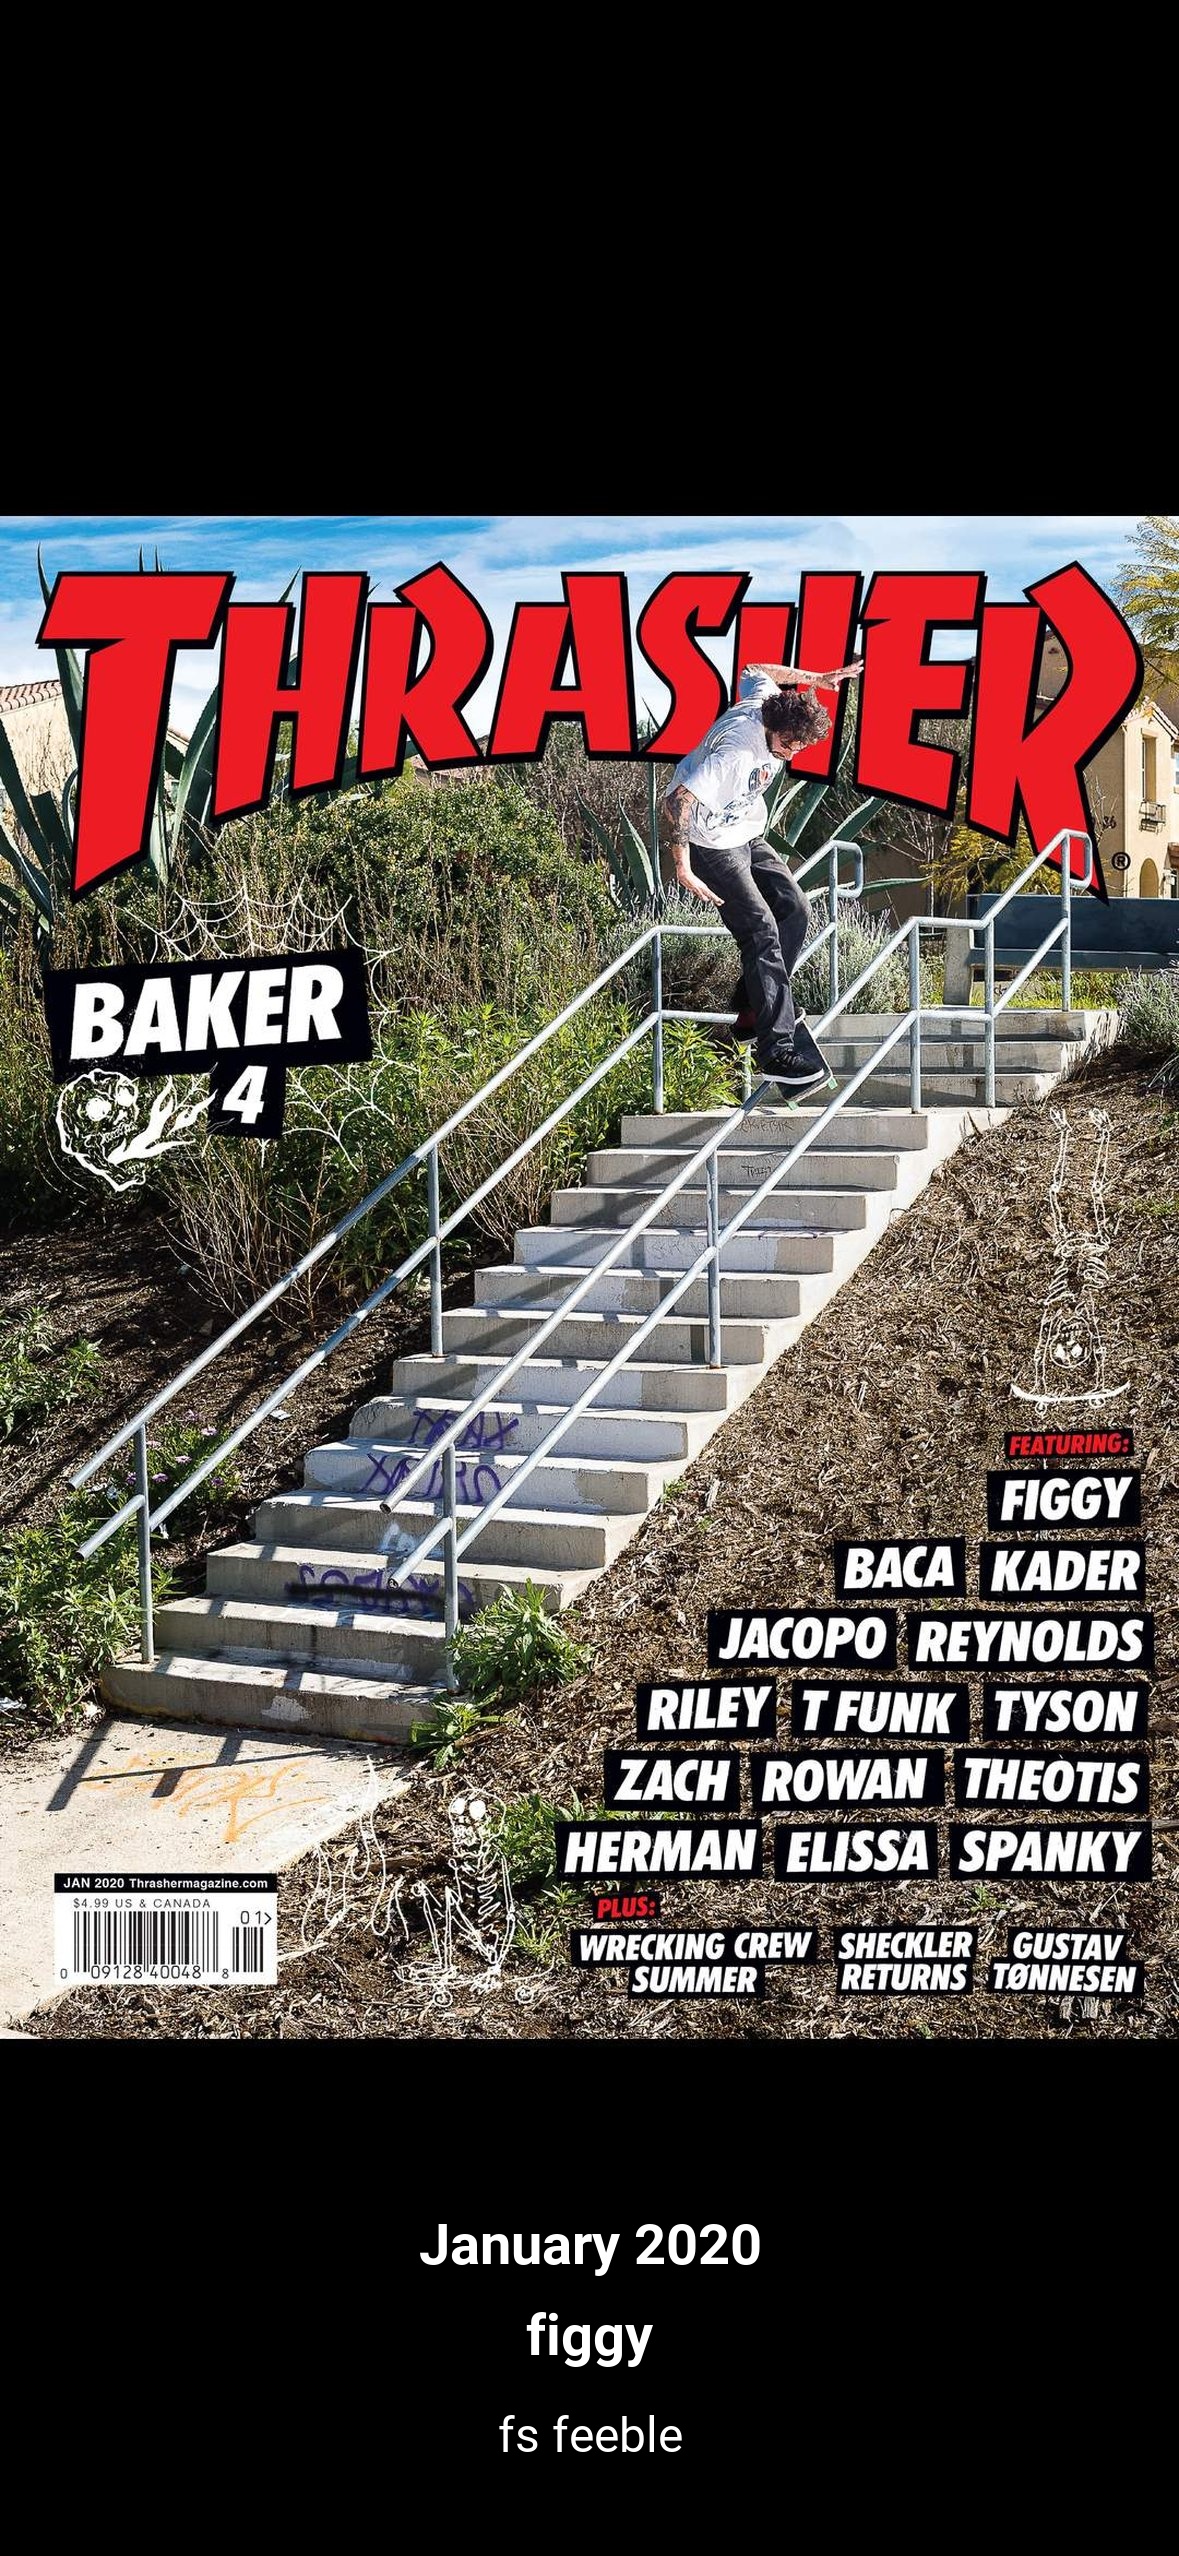 THRASHER®
BAKER
4
FEATURING:
FIGGY
BACA KADER
JACOPO REYNOLDS
RILEY T FUNK TYSON
ZACH ROWAN THEOTIS
HERMAN ELISSA SPANKY
PLUS:
WRECKING CREW SUMMER
SHECKLER RETURNS
GUSTAV TØNNESEN
JAN 2020 Thrashermagazine.com
$4.99 US & CANADA
01>
0 09128 40048 8
January 2020
figgy
fs feeble